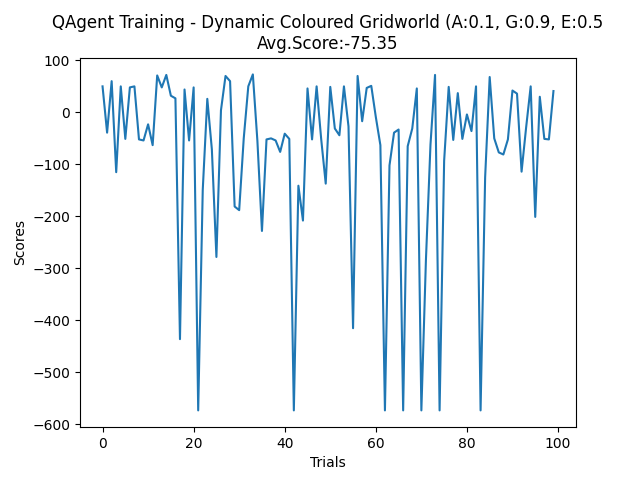 QAgent Training - Dynamic Coloured Gridworld (A:0.1, G:0.9, E:0.5
Avg.Score:-75.35
100
0
−100
−200
−300
−400
−500
−600
Scores
0 20 40 60 80 100
Trials